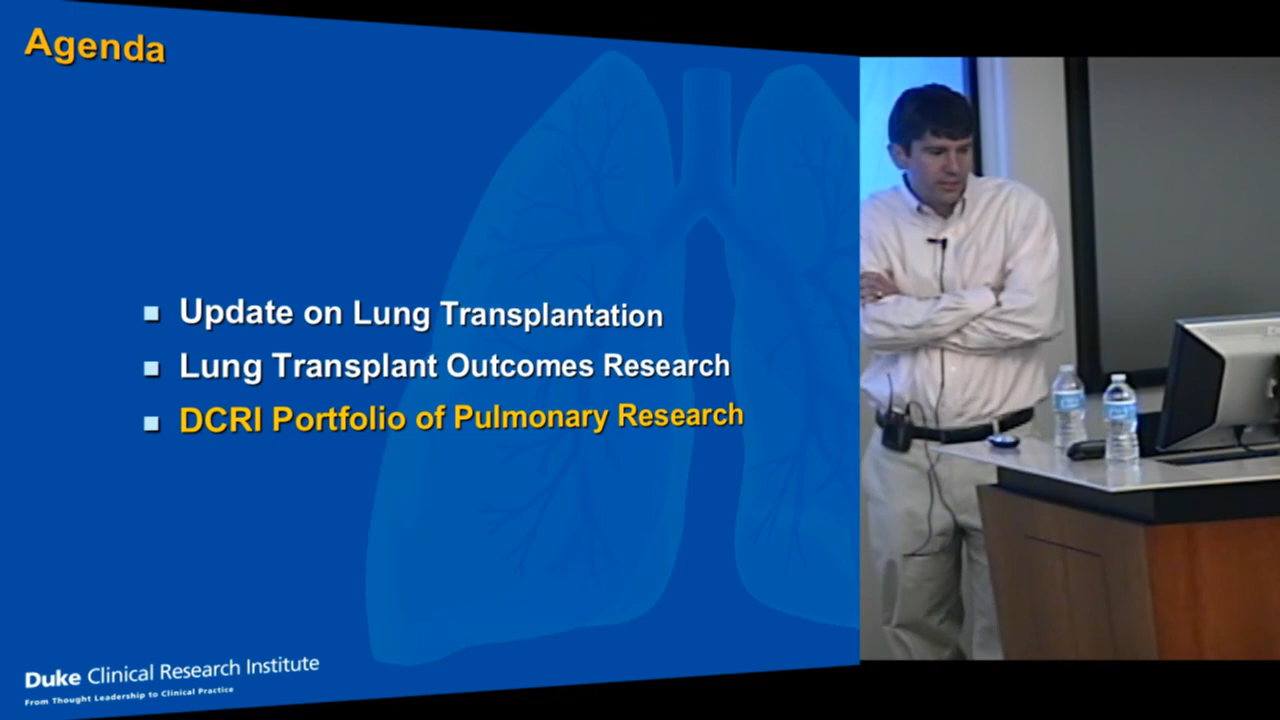 Agenda
Update on Lung Transplantation
Lung Transplant Outcomes Research
DCRI Portfolio of Pulmonary Research
Duke Clinical Research Institute
From Thought Leadership to Clinical Practice